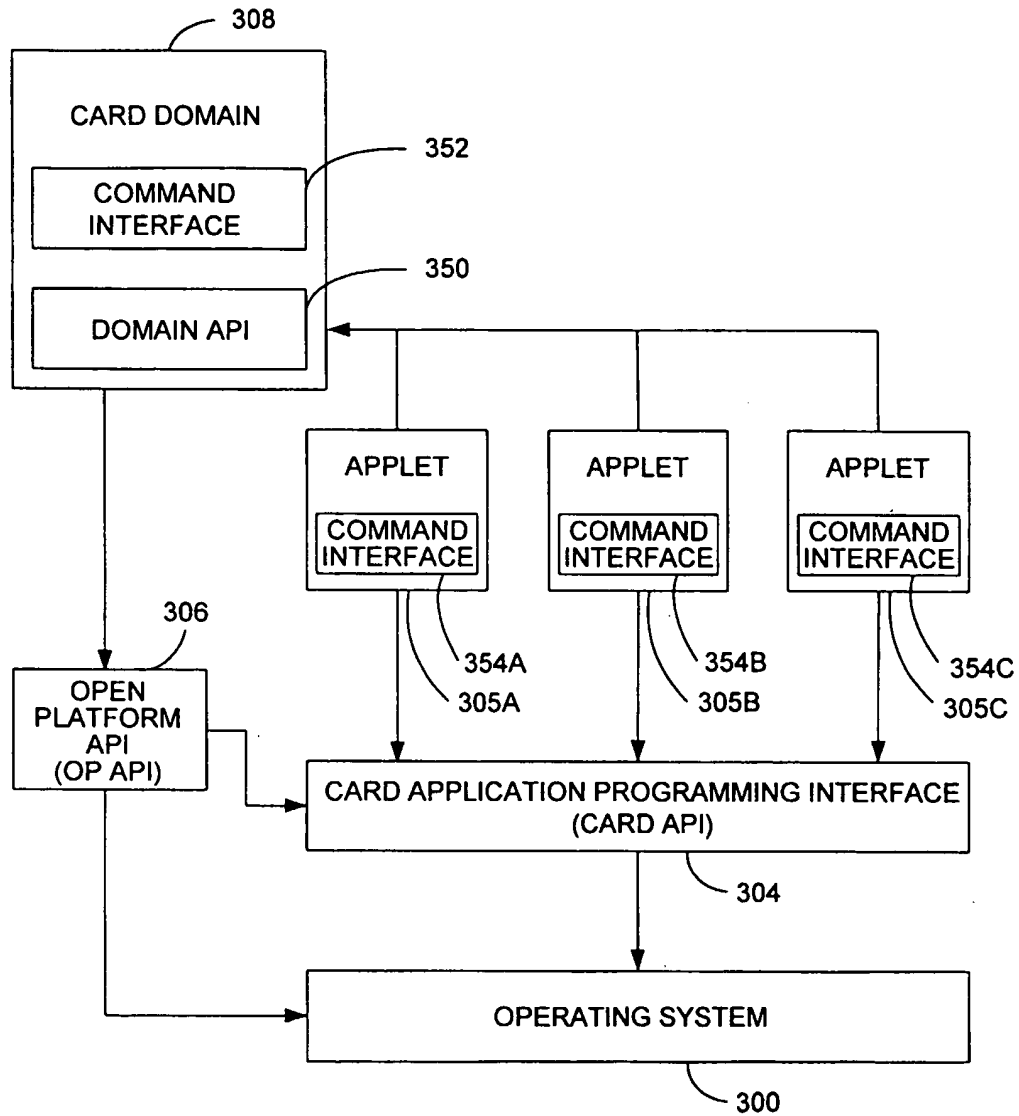 308
CARD DOMAIN
352
COMMAND
INTERFACE
350
DOMAIN API
APPLET
COMMAND
INTERFACE
APPLET
COMMAND
INTERFACE
APPLET
COMMAND
INTERFACE
306
354A
305A
354B
305B
354C
305C
OPEN
PLATFORM
API
(OP API)
CARD APPLICATION PROGRAMMING INTERFACE
(CARD API)
304
OPERATING SYSTEM
300